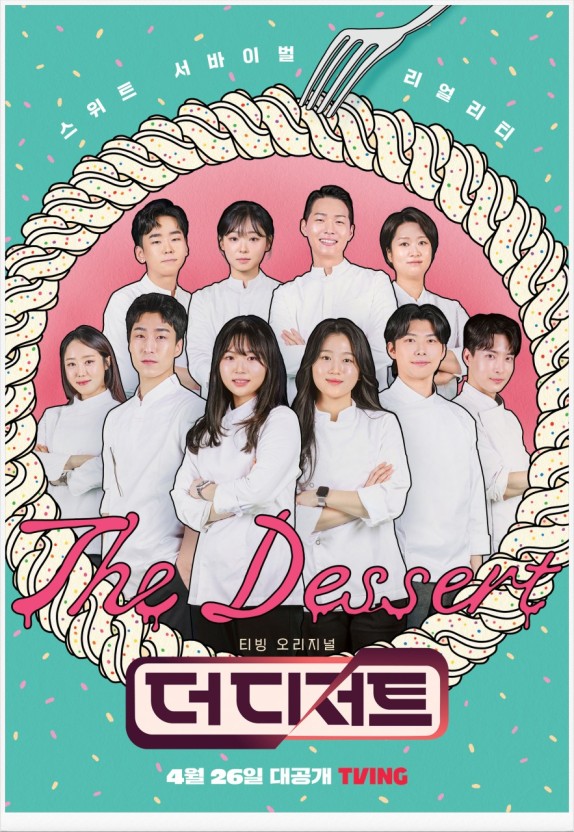 스위트 서바이벌 리얼리티
The Dessert
티빙 오리지널
더 디저트
4월 26일 대공개 TVING